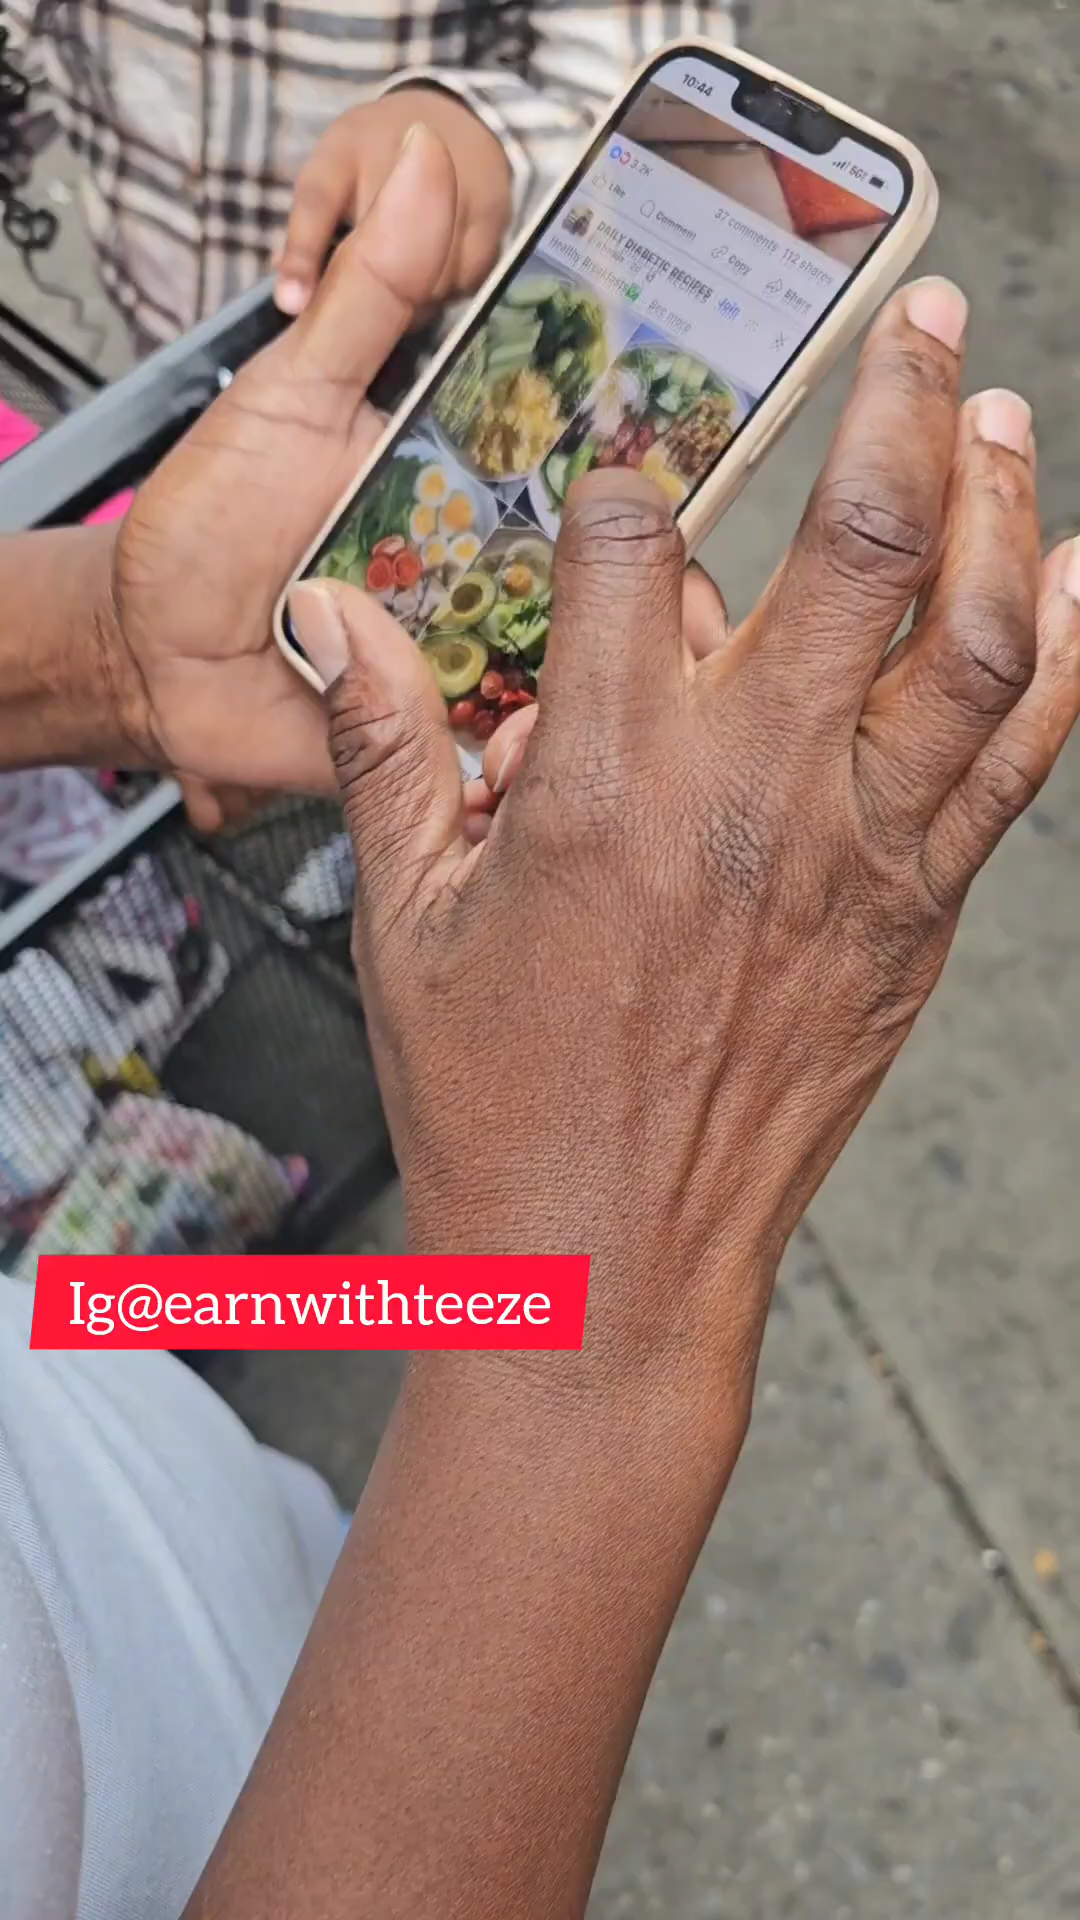 10:44
5G
3.2K
37 comments 112 shares
Like
Comment
Copy
Share
DAILY DIABETIC RECIPES
Join
Healthy Breakfasts✅ ... See more
Ig@earnwithteeze